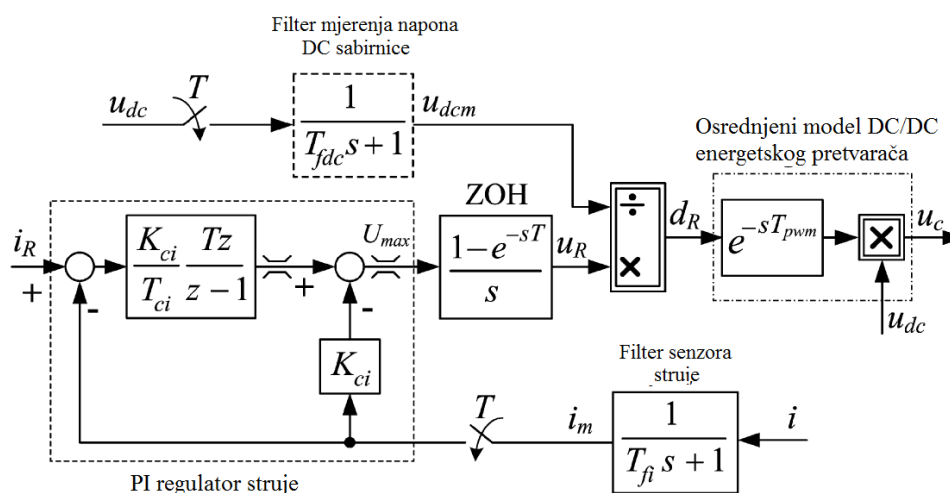 Filter mjerenja napona
DC sabirnice
u_dc
T
1
T_fdc s + 1
u_dcm
Osrednjeni model DC/DC
energetskog pretvarača
i_R
+
-
K_ci
T_ci
Tz
z − 1
+
-
U_max
ZOH
1 − e^{−sT}
s
u_R
÷
×
d_R
e^{−sT_pwm}
×
u_c
u_dc
K_ci
Filter senzora
struje
T
i_m
1
T_fi s + 1
i
PI regulator struje